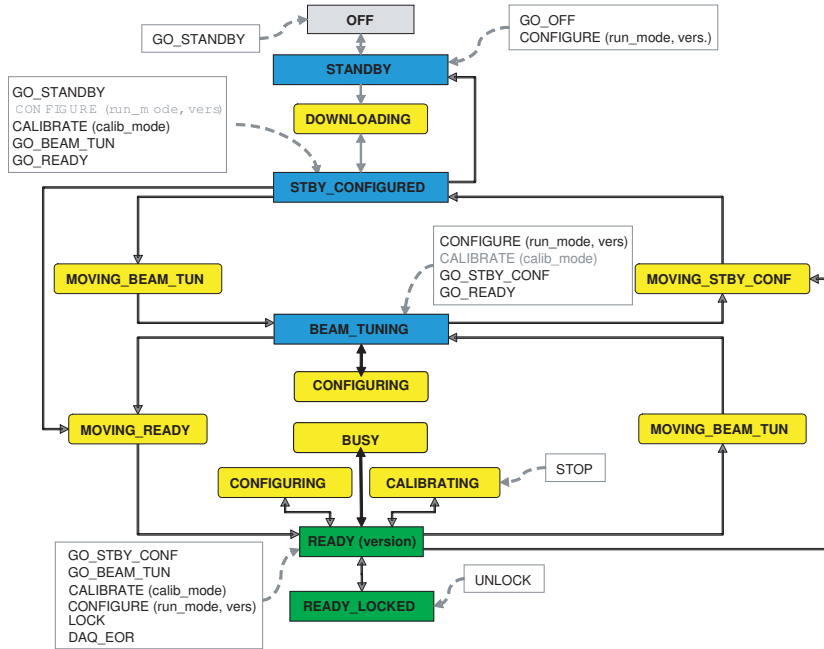 OFF
GO_STANDBY
GO_OFF
CONFIGURE (run_mode, vers.)
STANDBY
GO_STANDBY
CONFIGURE (run_mode, vers)
CALIBRATE (calib_mode)
GO_BEAM_TUN
GO_READY
DOWNLOADING
STBY_CONFIGURED
CONFIGURE (run_mode, vers)
CALIBRATE (calib_mode)
GO_STBY_CONF
GO_READY
MOVING_BEAM_TUN
MOVING_STBY_CONF
BEAM_TUNING
CONFIGURING
MOVING_READY
MOVING_BEAM_TUN
BUSY
CONFIGURING
CALIBRATING
STOP
READY (version)
GO_STBY_CONF
GO_BEAM_TUN
CALIBRATE (calib_mode)
CONFIGURE (run_mode, vers)
LOCK
DAQ_EOR
UNLOCK
READY_LOCKED